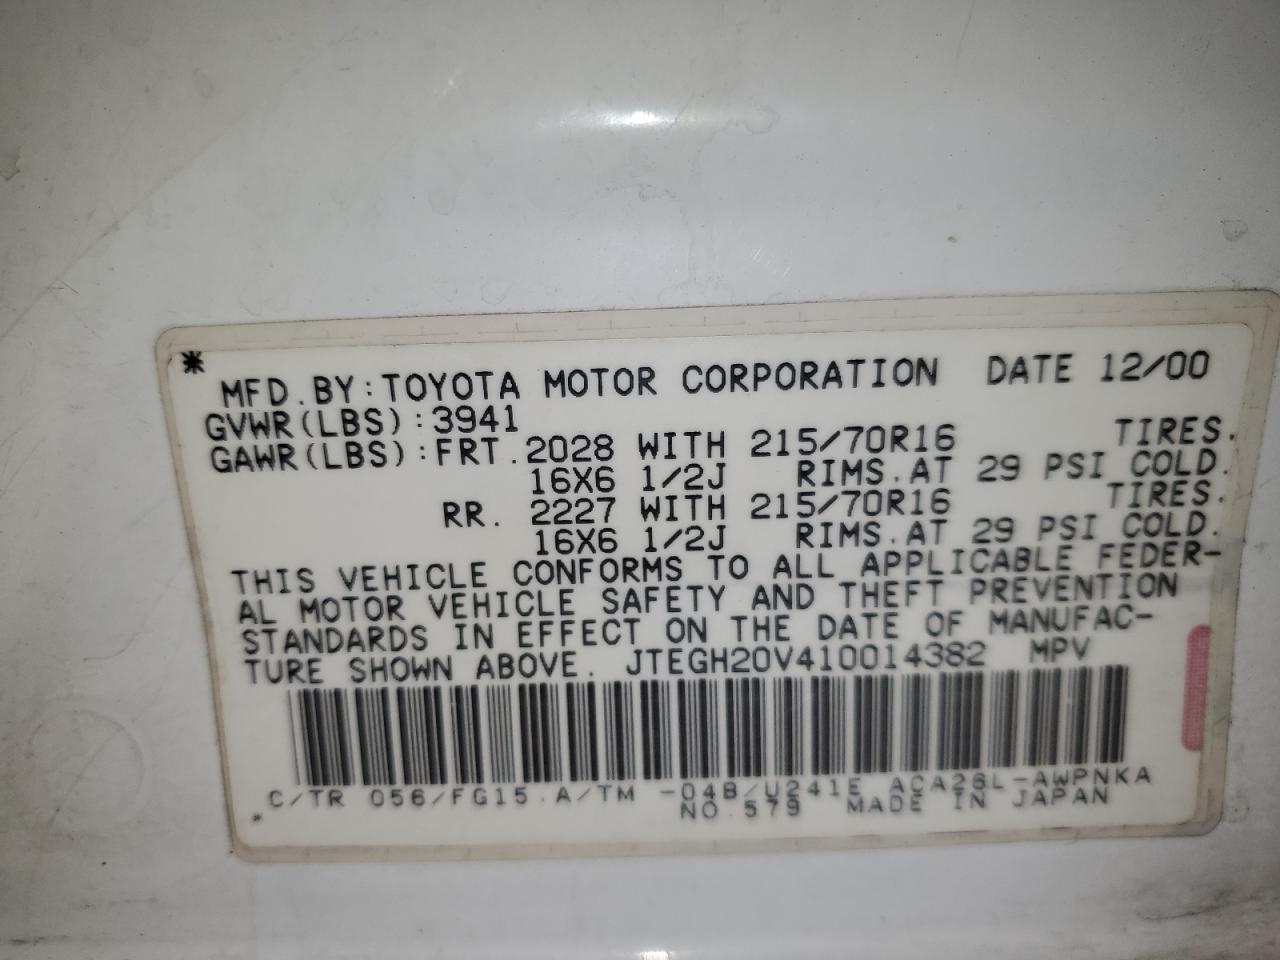 * MFD. BY: TOYOTA MOTOR CORPORATION DATE 12/00
GVWR(LBS):3941
GAWR(LBS):FRT. 2028 WITH 215/70R16 TIRES.
16X6 1/2J RIMS. AT 29 PSI COLD.
RR. 2227 WITH 215/70R16 TIRES.
16X6 1/2J RIMS. AT 29 PSI COLD.
THIS VEHICLE CONFORMS TO ALL APPLICABLE FEDER-
AL MOTOR VEHICLE SAFETY AND THEFT PREVENTION
STANDARDS IN EFFECT ON THE DATE OF MANUFAC-
TURE SHOWN ABOVE. JTEGH20V410014382 MPV
C/TR 056/FG15 A/TM -04B/U241E ACA26L-AWPNKA
* NO. 579 MADE IN JAPAN